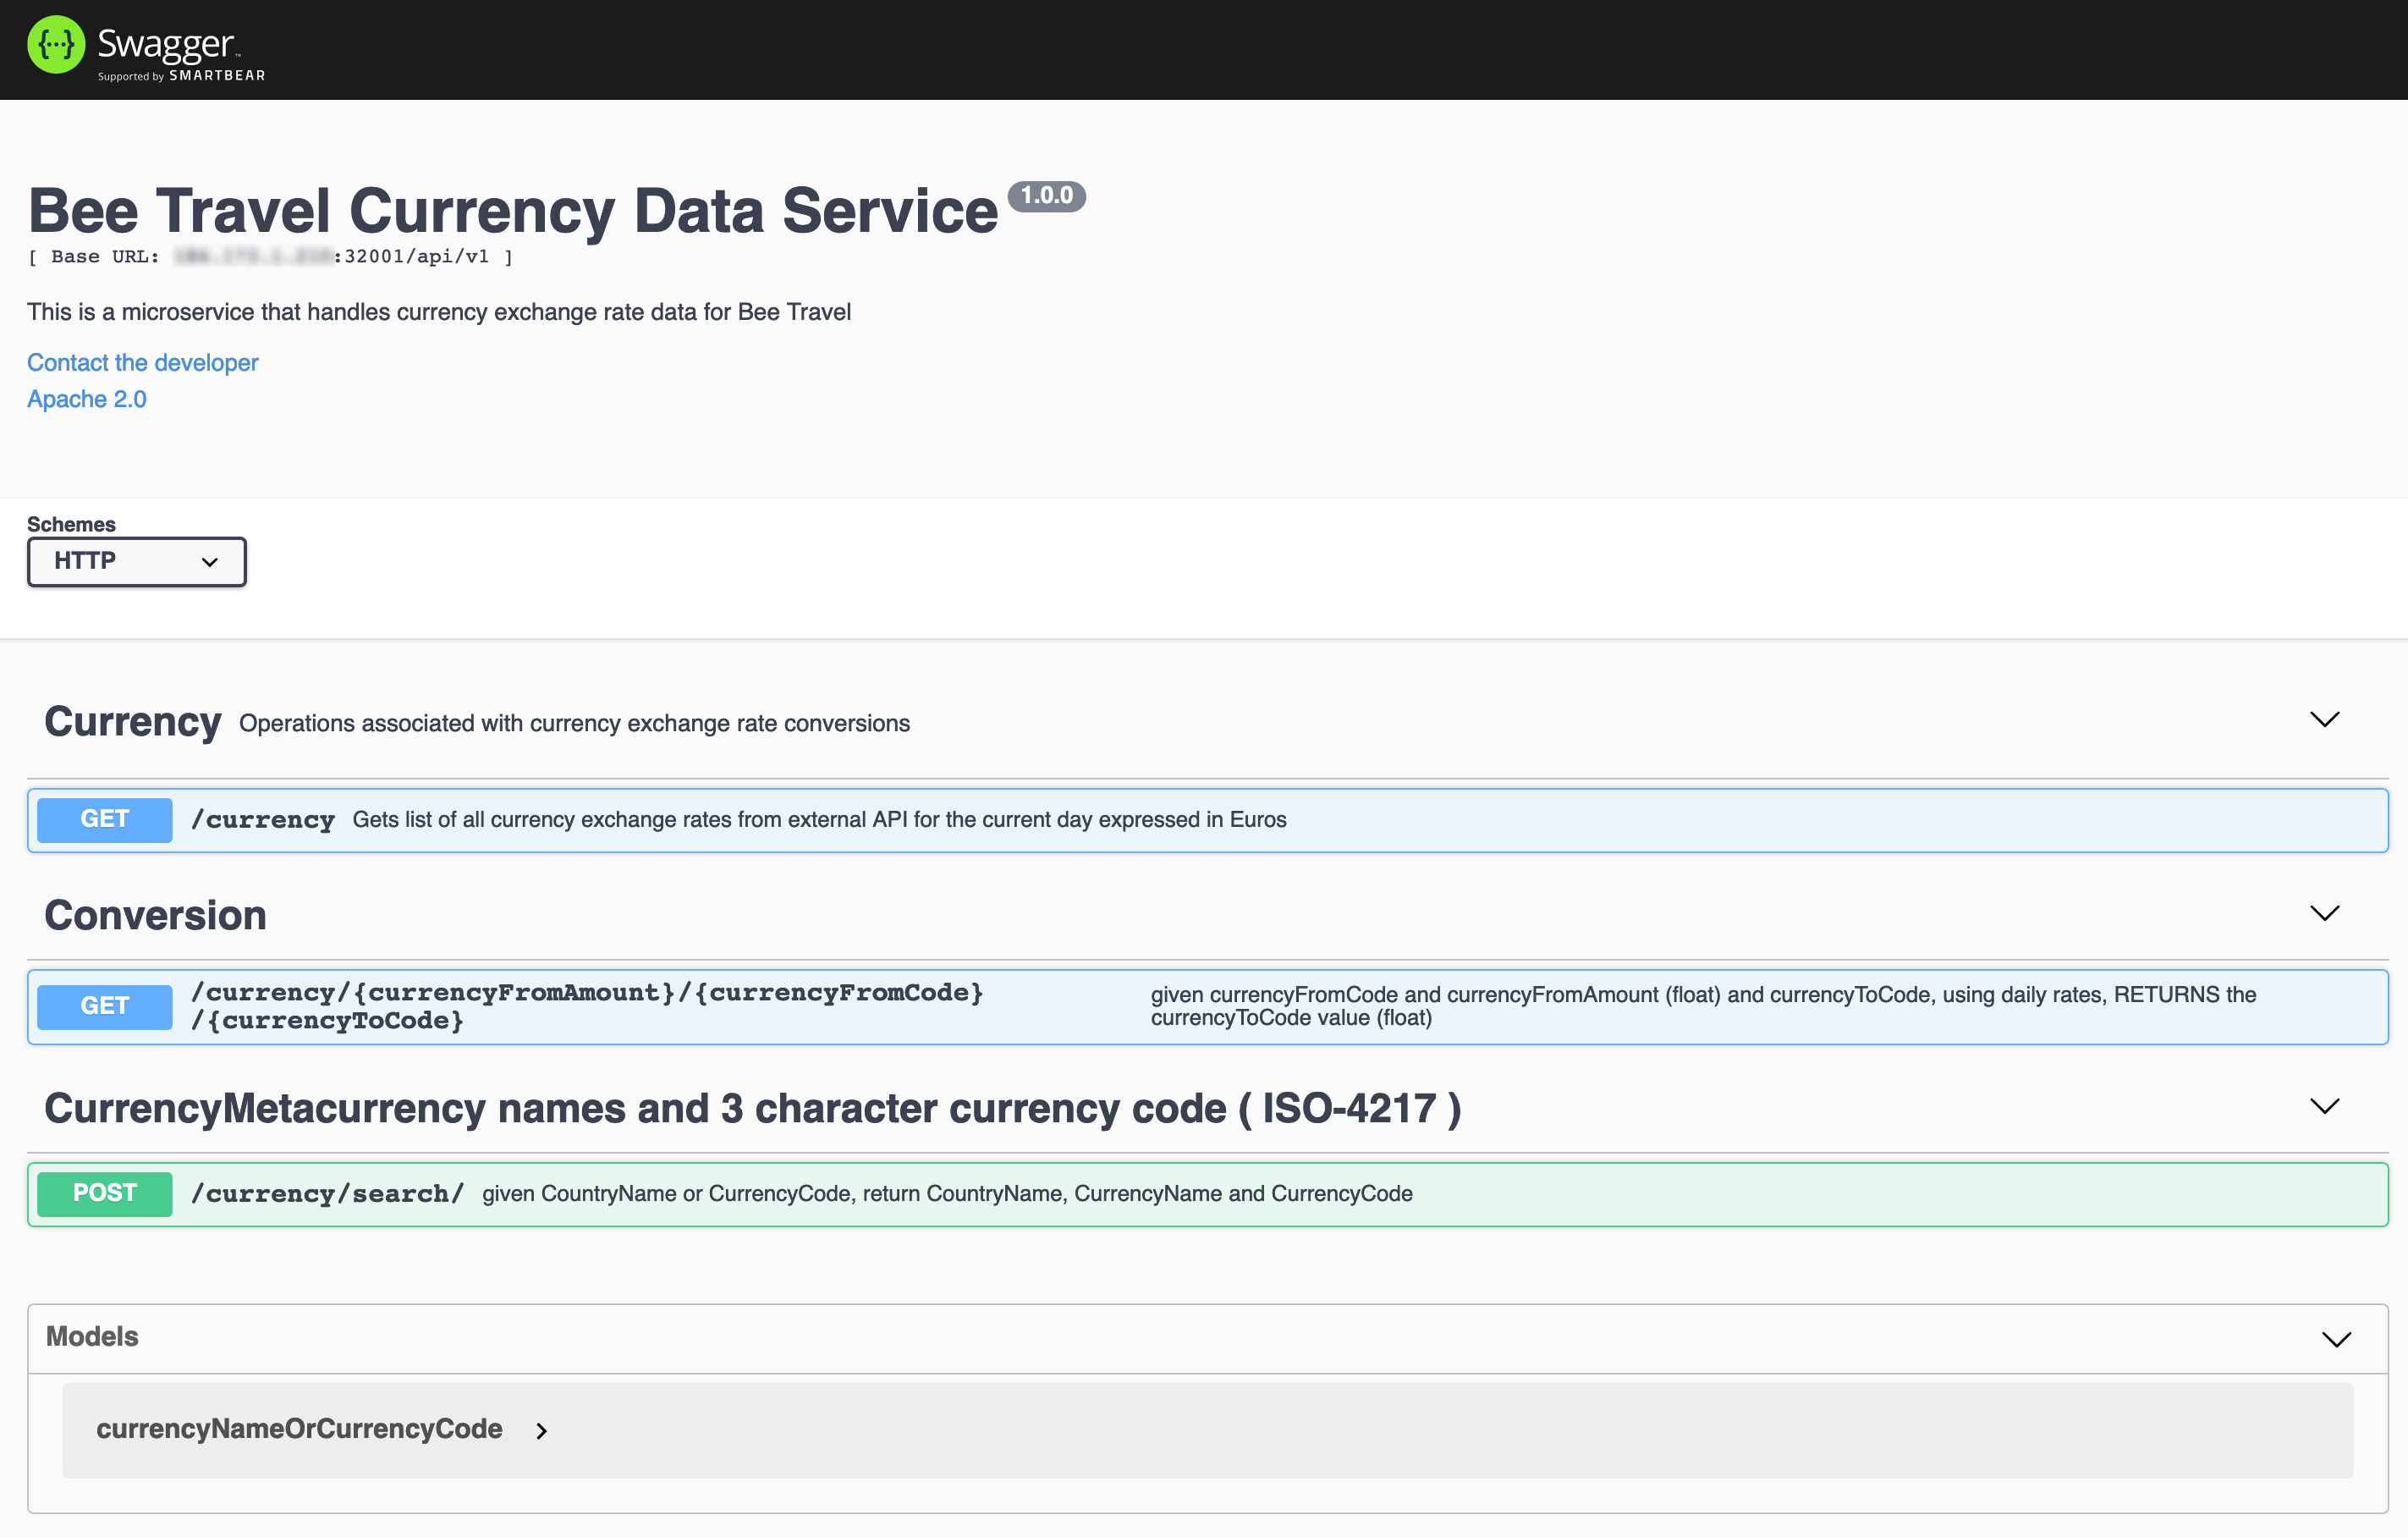 Swagger™
Supported by SMARTBEAR
Bee Travel Currency Data Service 1.0.0
[ Base URL: :32001/api/v1 ]
This is a microservice that handles currency exchange rate data for Bee Travel
Contact the developer
Apache 2.0
Schemes
HTTP
Currency Operations associated with currency exchange rate conversions
GET /currency Gets list of all currency exchange rates from external API for the current day expressed in Euros
Conversion
GET /currency/{currencyFromAmount}/{currencyFromCode}
/{currencyToCode}
given currencyFromCode and currencyFromAmount (float) and currencyToCode, using daily rates, RETURNS the
currencyToCode value (float)
CurrencyMetacurrency names and 3 character currency code ( ISO-4217 )
POST /currency/search/ given CountryName or CurrencyCode, return CountryName, CurrencyName and CurrencyCode
Models
currencyNameOrCurrencyCode